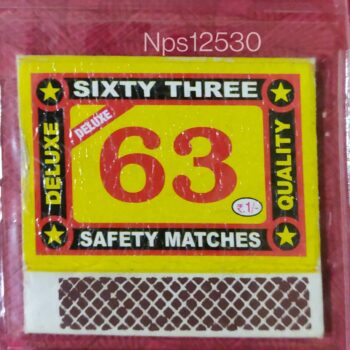 Nps12530
SIXTY THREE
DELUXE
DELUXE
63
QUALITY
₹.1/-
SAFETY MATCHES